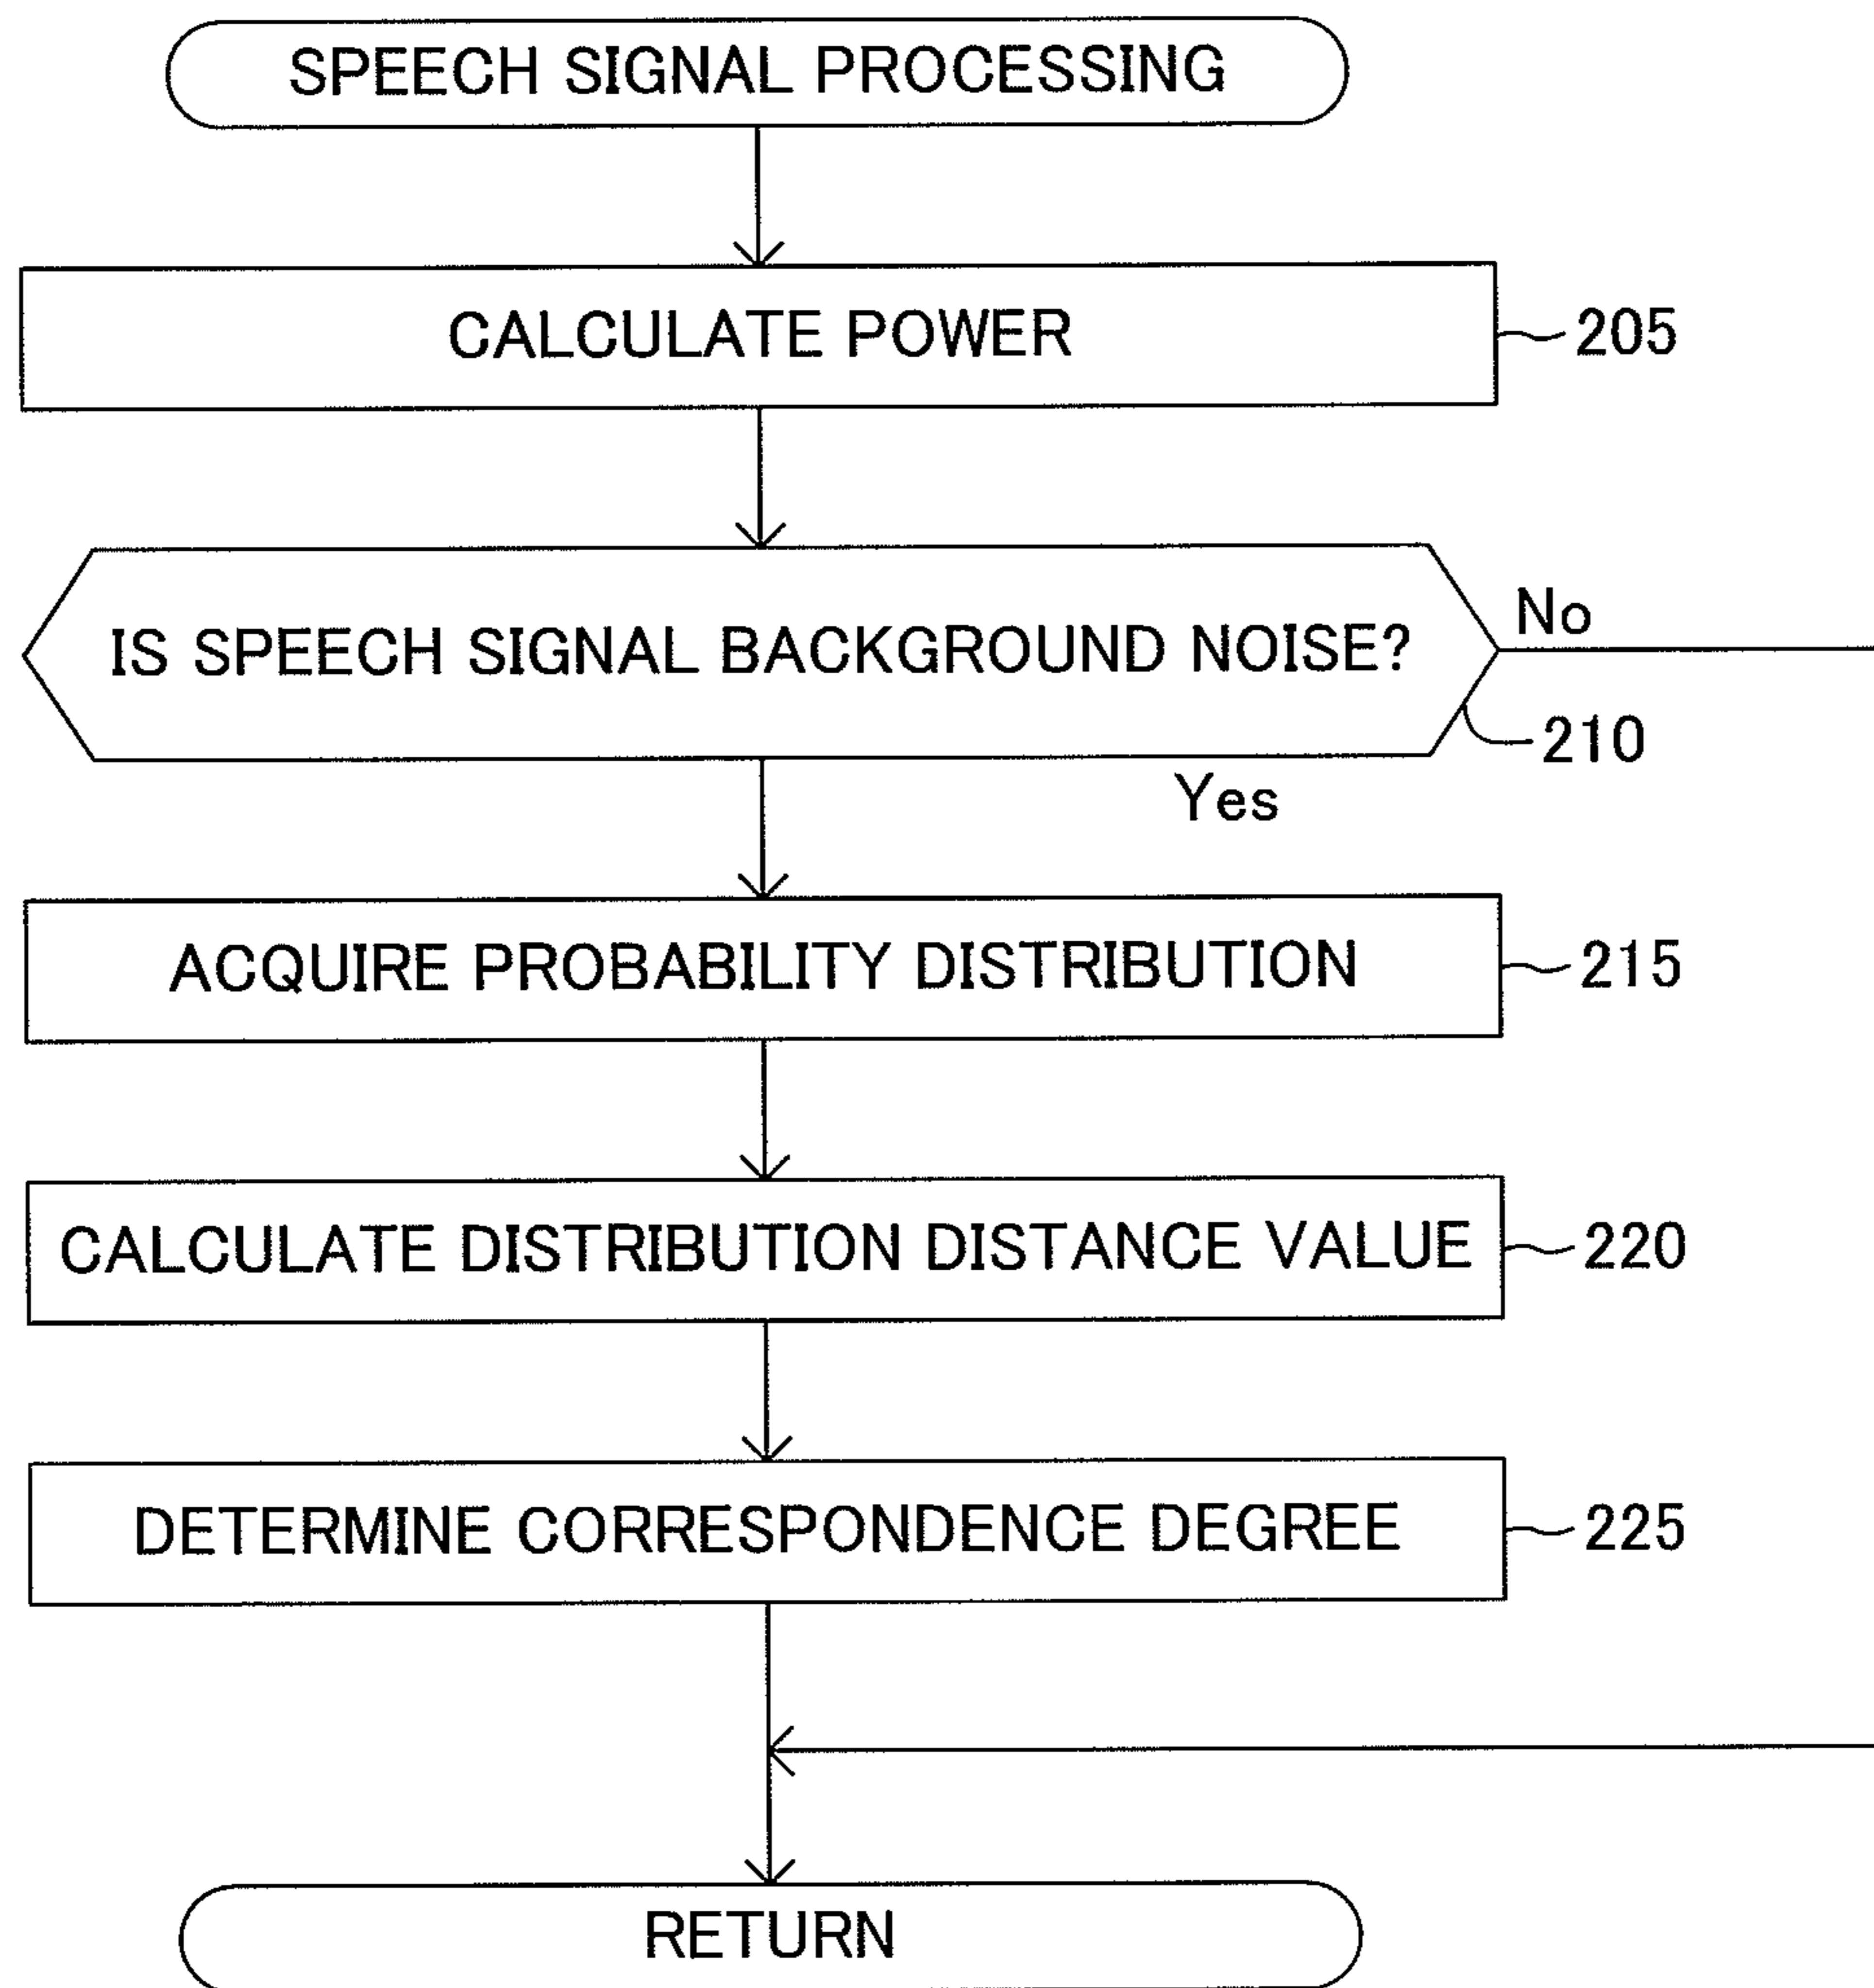 SPEECH SIGNAL PROCESSING
CALCULATE POWER
205
IS SPEECH SIGNAL BACKGROUND NOISE?
No
210
Yes
ACQUIRE PROBABILITY DISTRIBUTION
215
CALCULATE DISTRIBUTION DISTANCE VALUE
220
DETERMINE CORRESPONDENCE DEGREE
225
RETURN